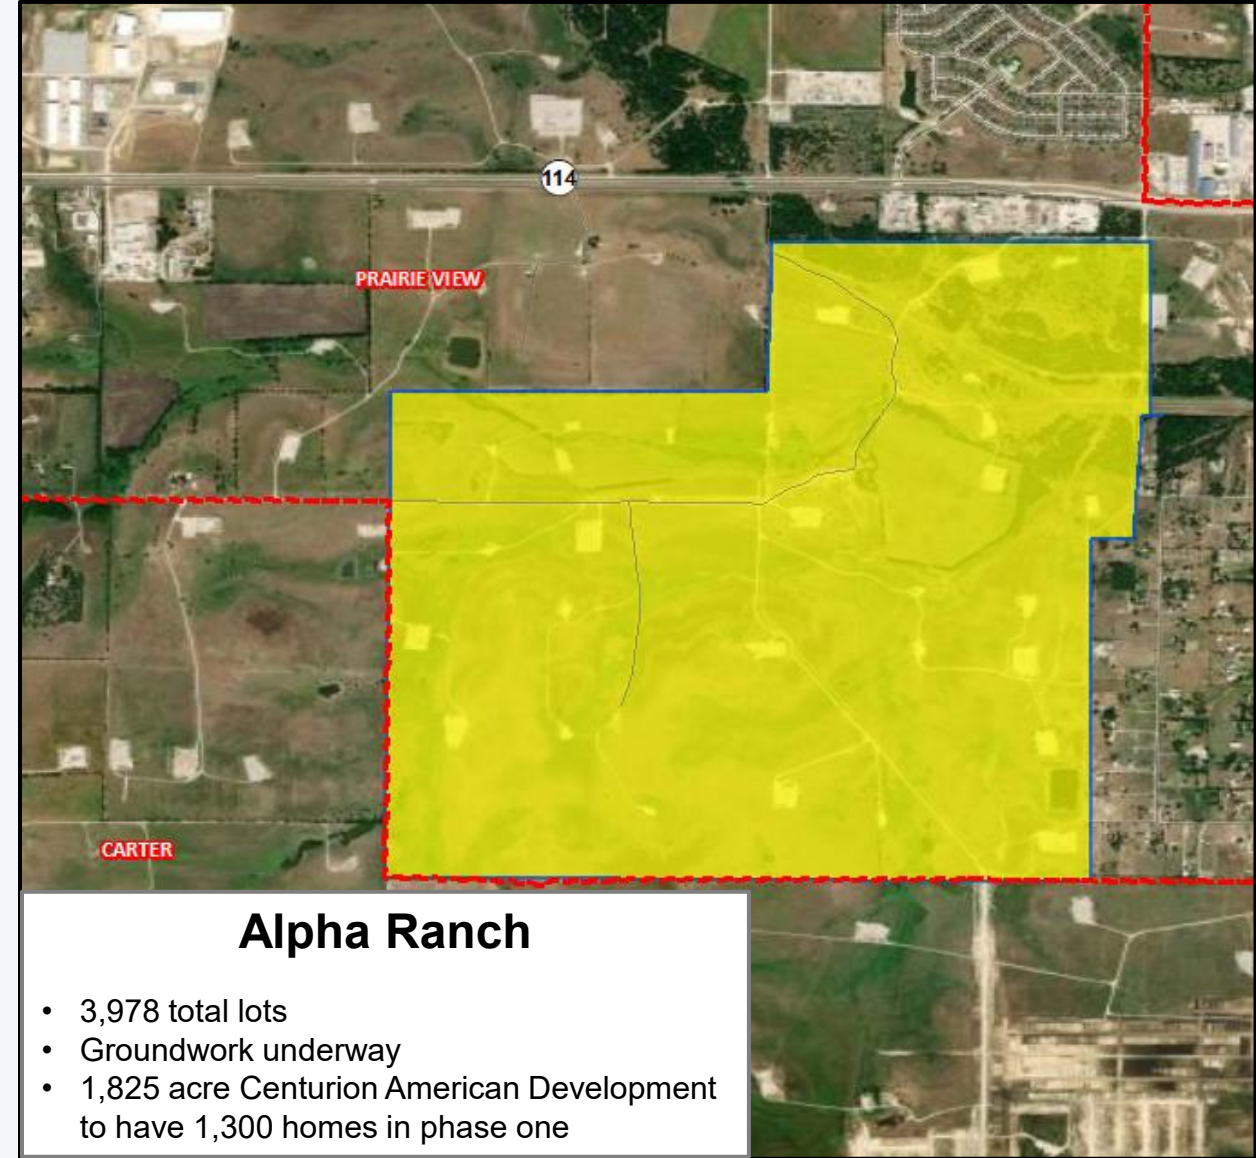 114
PRAIRIE VIEW
CARTER
Alpha Ranch
• 3,978 total lots
• Groundwork underway
• 1,825 acre Centurion American Development
to have 1,300 homes in phase one